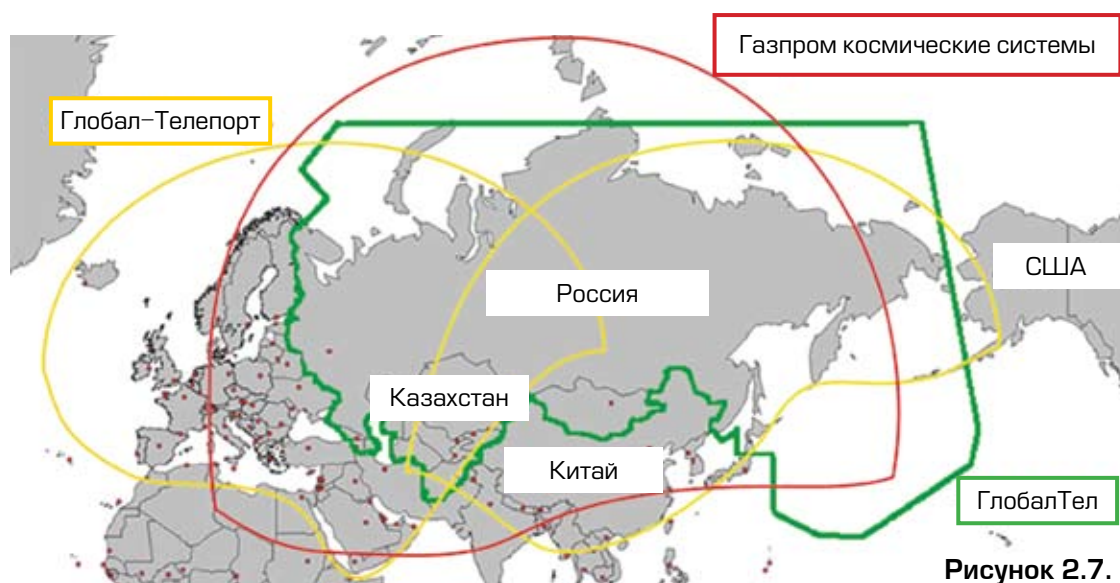 Газпром космические системы
Глобал-Телепорт
США
Россия
Казахстан
Китай
ГлобалТел
Рисунок 2.7.